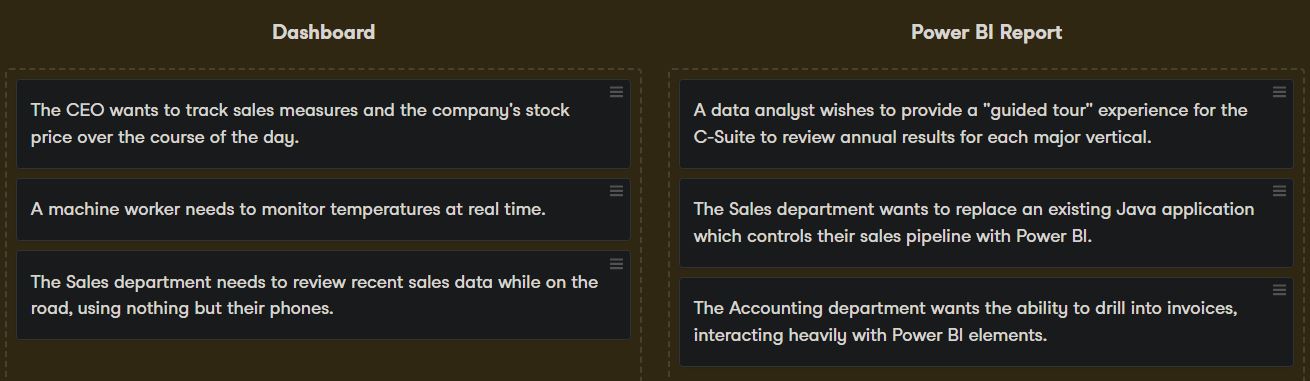 Dashboard
The CEO wants to track sales measures and the company's stock
price over the course of the day.
A machine worker needs to monitor temperatures at real time.
The Sales department needs to review recent sales data while on the
road, using nothing but their phones.
Power BI Report
A data analyst wishes to provide a "guided tour" experience for the
C-Suite to review annual results for each major vertical.
The Sales department wants to replace an existing Java application
which controls their sales pipeline with Power BI.
The Accounting department wants the ability to drill into invoices,
interacting heavily with Power BI elements.